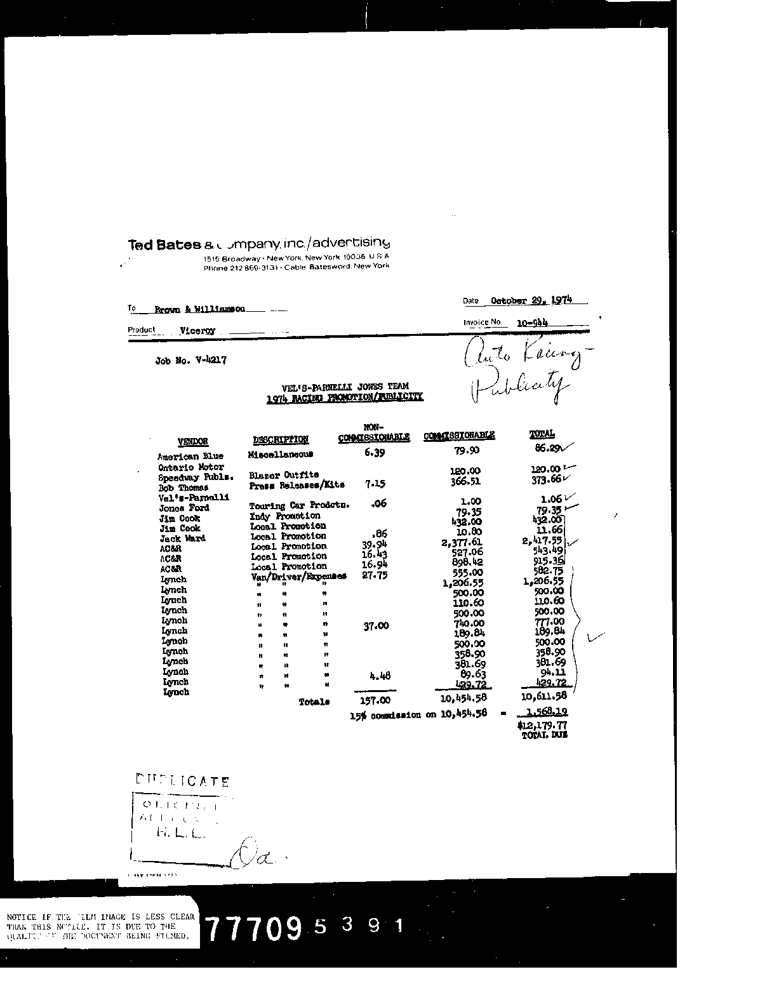 Ted Bates & mpany, inc./advertising
1515 Broadway · New York, New York 10036 U S A
Phone 212 869-3131 · Cable Batesword, New York
Date October 29, 1974
To Brown & Williamson
Invoice No. 10-944
Product Viceroy
Auto Racing-
Publicity
Job No. V-4217
VEL'S-PARNELLI JONES TEAM
1974 RACING PROMOTION/PUBLICITY
VENDOR DESCRIPTION NON-COMMISSIONABLE COMMISSIONABLE TOTAL
American Blue Miscellaneous 6.39 79.90 86.29
Ontario Motor
Speedway Publs. Blazer Outfits 120.00 120.00
Bob Thomas Press Releases/Kits 7.15 366.51 373.66
Vel's-Parnelli
Jones Ford Touring Car Prodctn. .06 1.00 1.06
Jim Cook Indy Promotion 79.35 79.35
Jim Cook Local Promotion 432.00 432.00
Jack Ward Local Promotion .86 10.80 11.66
AC&R Local Promotion 39.94 2,377.61 2,417.55
AC&R Local Promotion 16.43 527.06 543.49
AC&R Local Promotion 16.94 898.42 915.36
Lynch Van/Driver/Expenses 27.75 555.00 582.75
Lynch " " " 1,206.55 1,206.55
Lynch " " " 500.00 500.00
Lynch " " " 110.60 110.60
Lynch " " " 500.00 500.00
Lynch " " " 37.00 740.00 777.00
Lynch " " " 189.84 189.84
Lynch " " " 500.00 500.00
Lynch " " " 358.90 358.90
Lynch " " " 381.69 381.69
Lynch " " " 4.48 89.63 94.11
Lynch " " " 429.72 429.72
Totals 157.00 10,454.58 10,611.58
15% commission on 10,454.58 = 1,568.19
$12,179.77
TOTAL DUE
DUPLICATE
H.L.L.
NOTICE IF THE FILM IMAGE IS LESS CLEAR
THAN THIS NOTICE, IT IS DUE TO THE
QUALITY OF THE DOCUMENT BEING FILMED.
77709 5391